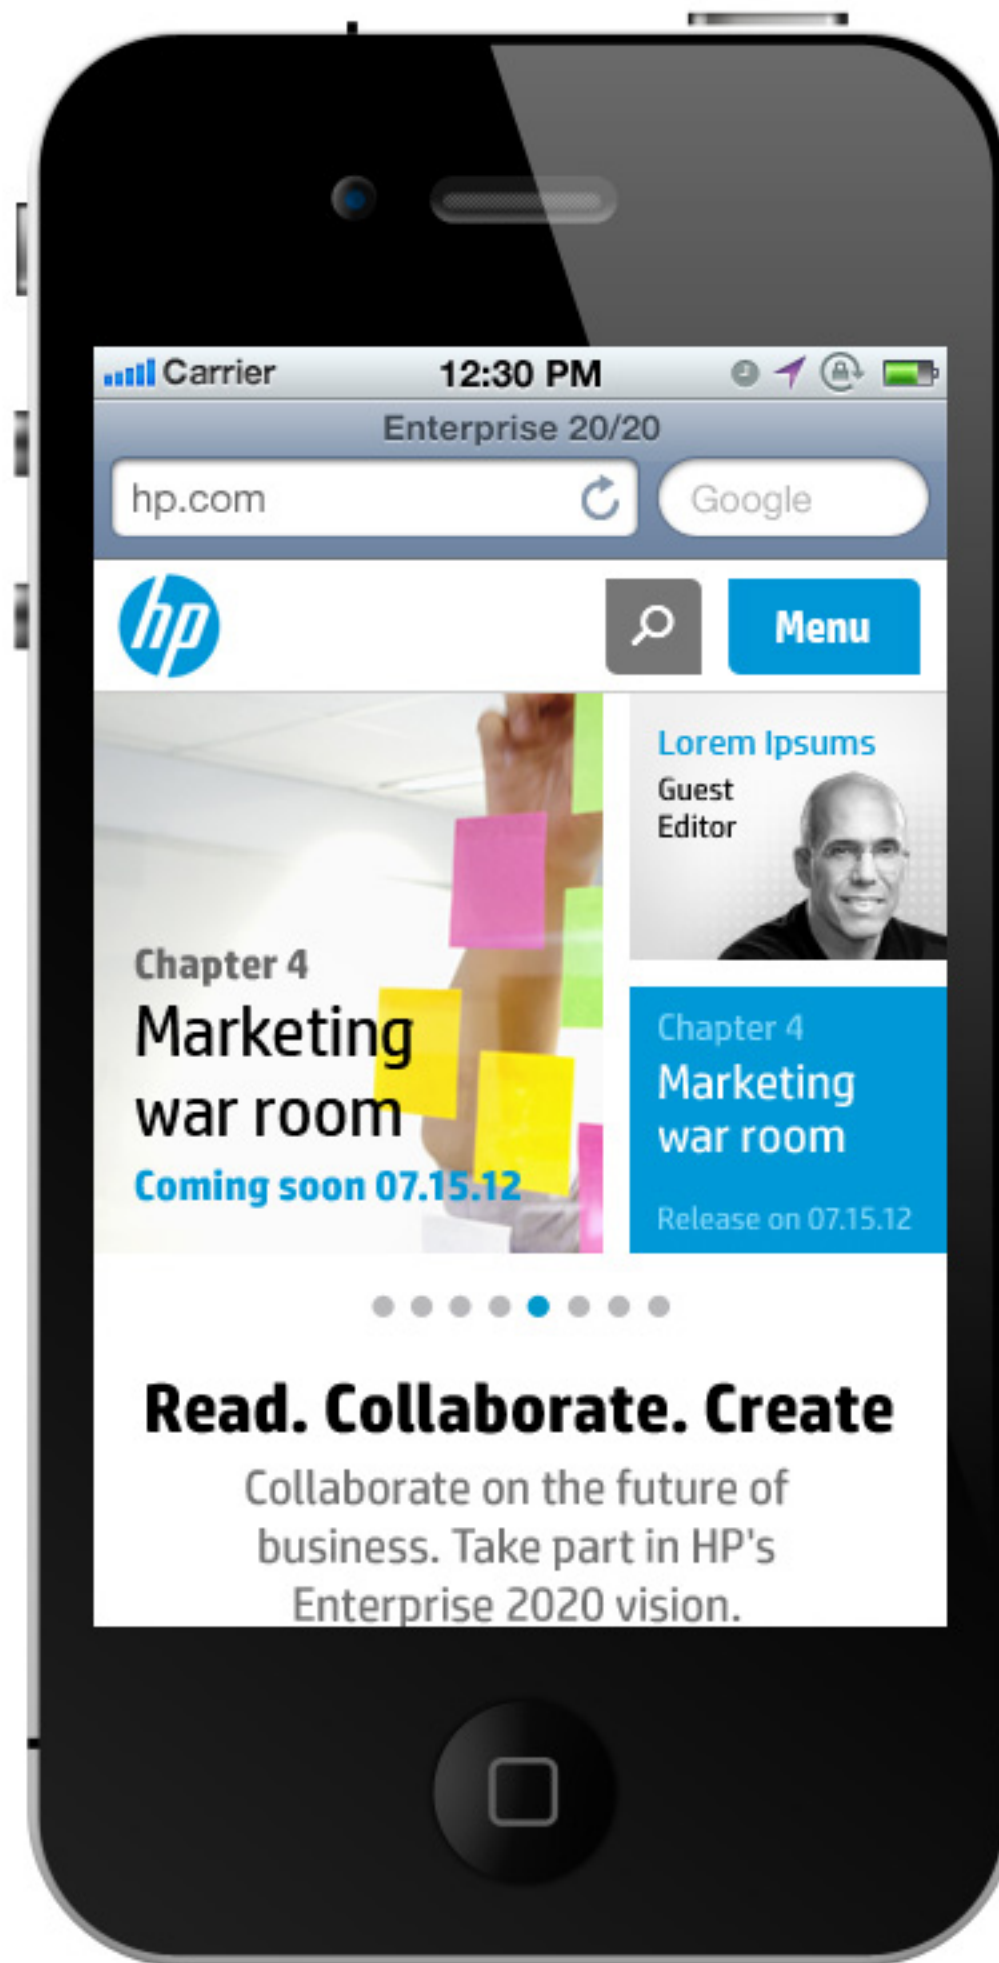 Carrier 12:30 PM
Enterprise 20/20
hp.com Google
hp Menu
Chapter 4
Marketing
war room
Coming soon 07.15.12
Lorem Ipsums
Guest
Editor
Chapter 4
Marketing
war room
Release on 07.15.12
Read. Collaborate. Create
Collaborate on the future of
business. Take part in HP's
Enterprise 2020 vision.